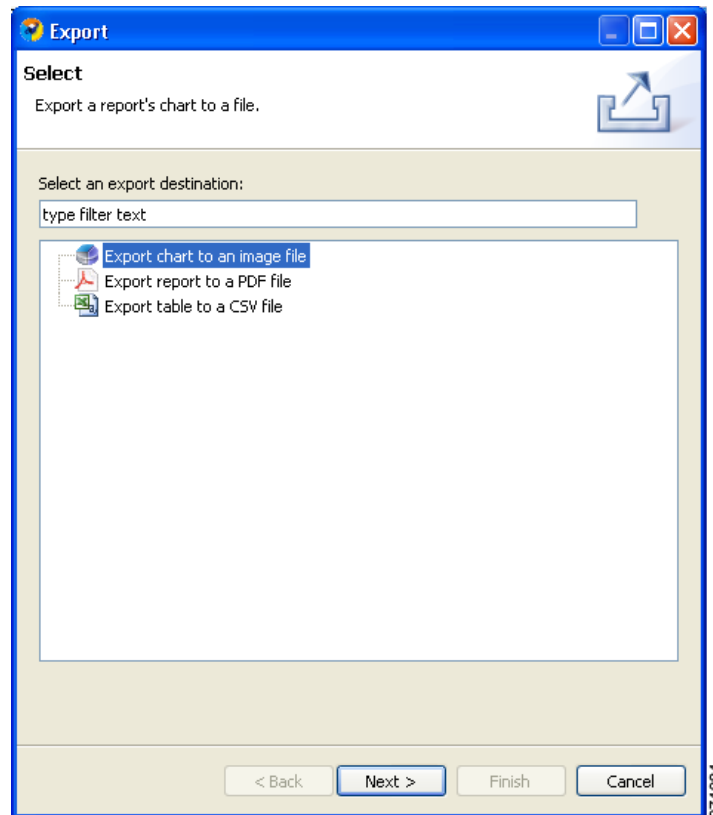 Export
Select
Export a report's chart to a file.
Select an export destination:
type filter text
Export chart to an image file
Export report to a PDF file
Export table to a CSV file
< Back Next > Finish Cancel